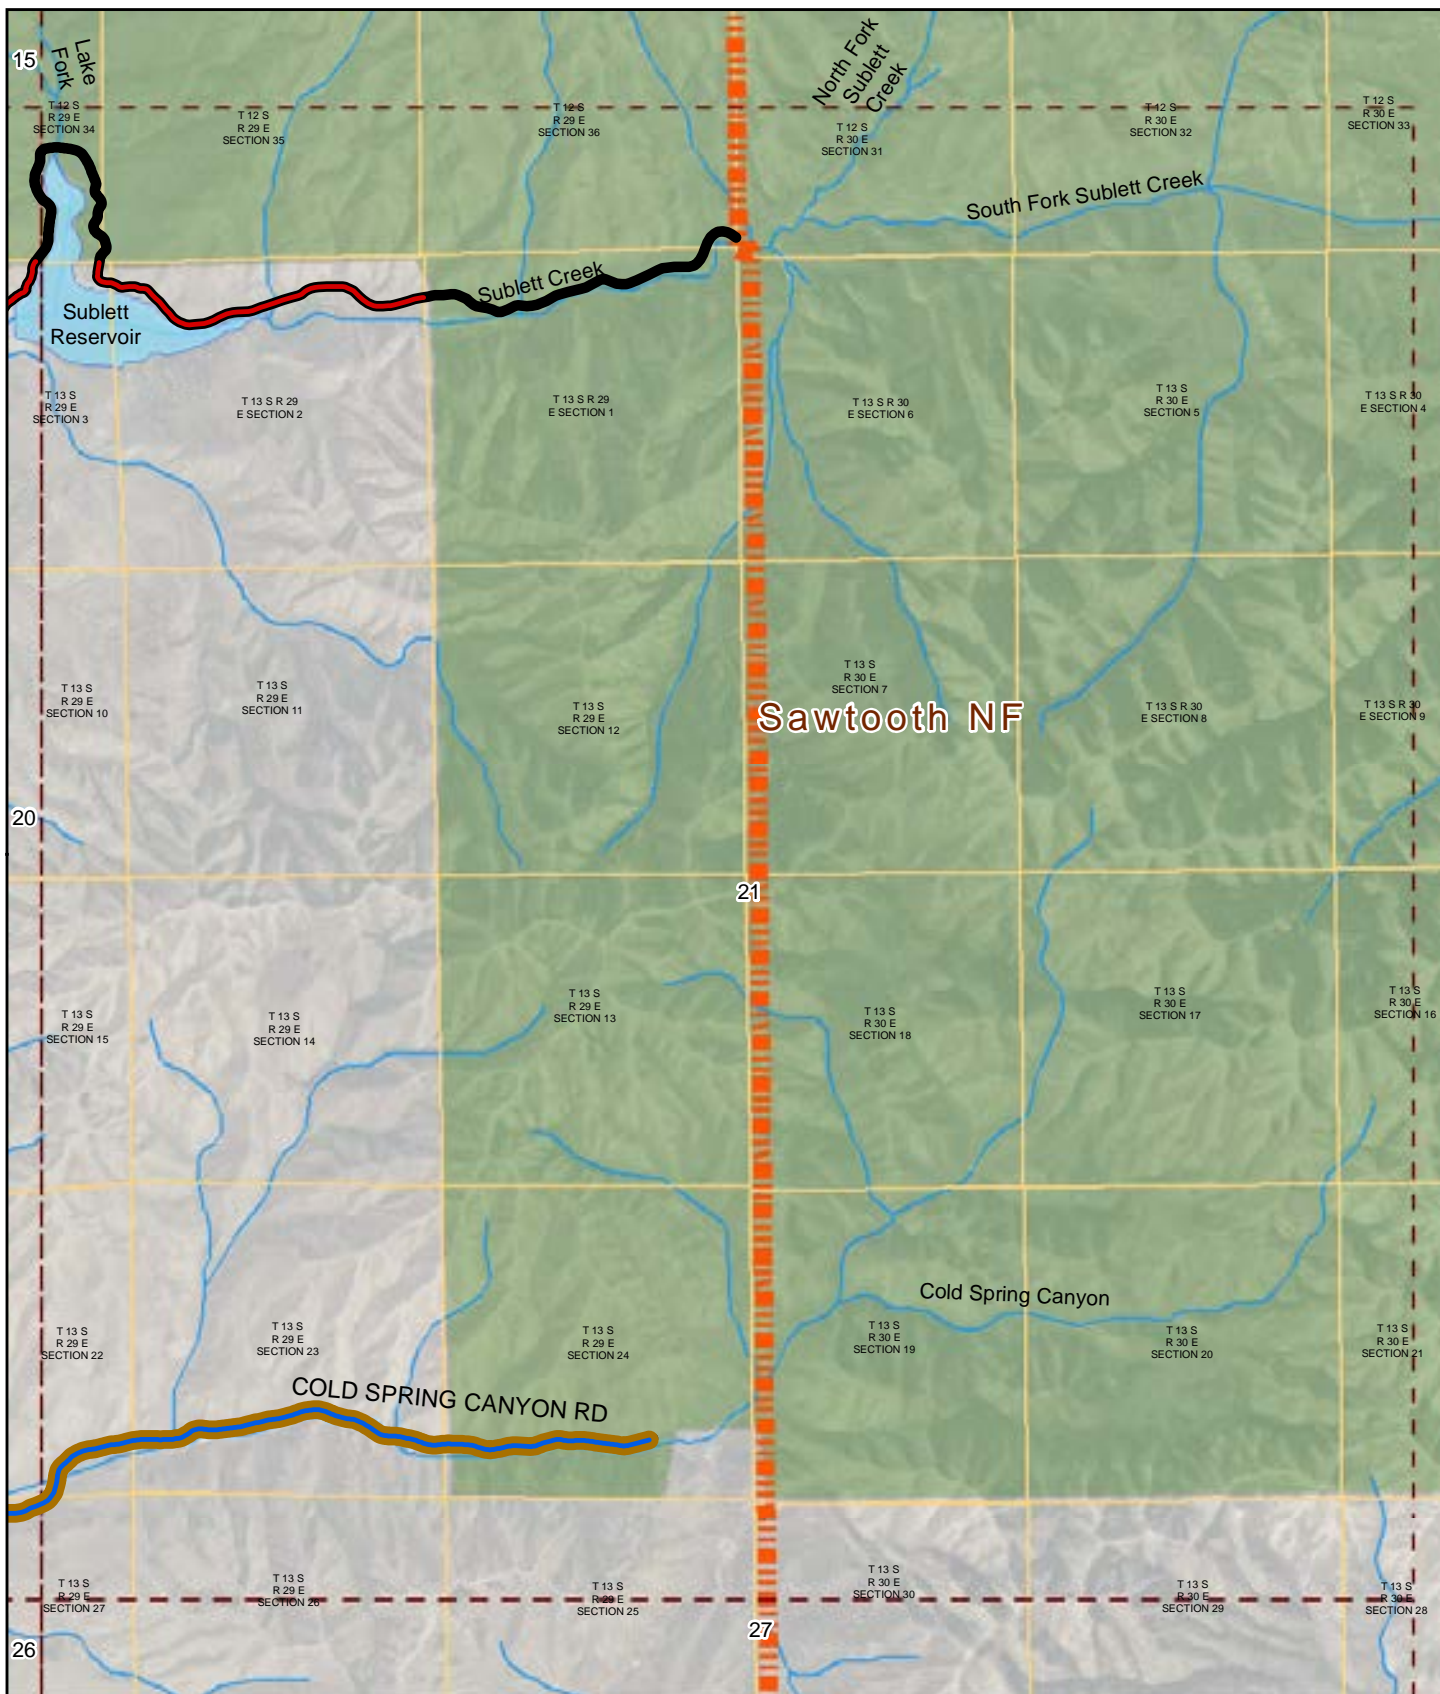 15
Lake
Fork
North Fork
Sublett
Creek
T 12 S
R 29 E
SECTION 34
T 12 S
R 29 E
SECTION 35
T 12 S
R 29 E
SECTION 36
T 12 S
R 30 E
SECTION 31
T 12 S
R 30 E
SECTION 32
T 12 S
R 30 E
SECTION 33
South Fork Sublett Creek
Sublett Creek
Sublett
Reservoir
T 13 S
R 29 E
SECTION 3
T 13 S R 29
E SECTION 2
T 13 S R 29
E SECTION 1
T 13 S R 30
E SECTION 6
T 13 S
R 30 E
SECTION 5
T 13 S R 30
E SECTION 4
T 13 S
R 29 E
SECTION 10
T 13 S
R 29 E
SECTION 11
T 13 S
R 29 E
SECTION 12
T 13 S
R 30 E
SECTION 7
T 13 S R 30
E SECTION 8
T 13 S R 30
E SECTION 9
Sawtooth NF
20
21
T 13 S
R 29 E
SECTION 15
T 13 S
R 29 E
SECTION 14
T 13 S
R 29 E
SECTION 13
T 13 S
R 30 E
SECTION 18
T 13 S
R 30 E
SECTION 17
T 13 S
R 30 E
SECTION 16
Cold Spring Canyon
T 13 S
R 29 E
SECTION 22
T 13 S
R 29 E
SECTION 23
T 13 S
R 29 E
SECTION 24
T 13 S
R 30 E
SECTION 19
T 13 S
R 30 E
SECTION 20
T 13 S
R 30 E
SECTION 21
COLD SPRING CANYON RD
T 13 S
R 29 E
SECTION 27
T 13 S
R 29 E
SECTION 26
T 13 S
R 29 E
SECTION 25
T 13 S
R 30 E
SECTION 30
T 13 S
R 30 E
SECTION 29
T 13 S
R 30 E
SECTION 28
26
27